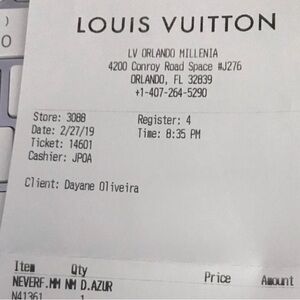 LOUIS VUITTON
LV ORLANDO MILLENIA
4200 Conroy Road Space #J276
ORLANDO, FL 32839
+1-407-264-5290
Store: 3088 Register: 4
Date: 2/27/19 Time: 8:35 PM
Ticket: 14601
Cashier: JPOA
Client: Dayane Oliveira
Item Qty Price Amount
NEVERF.MM NM D.AZUR
N41361 1